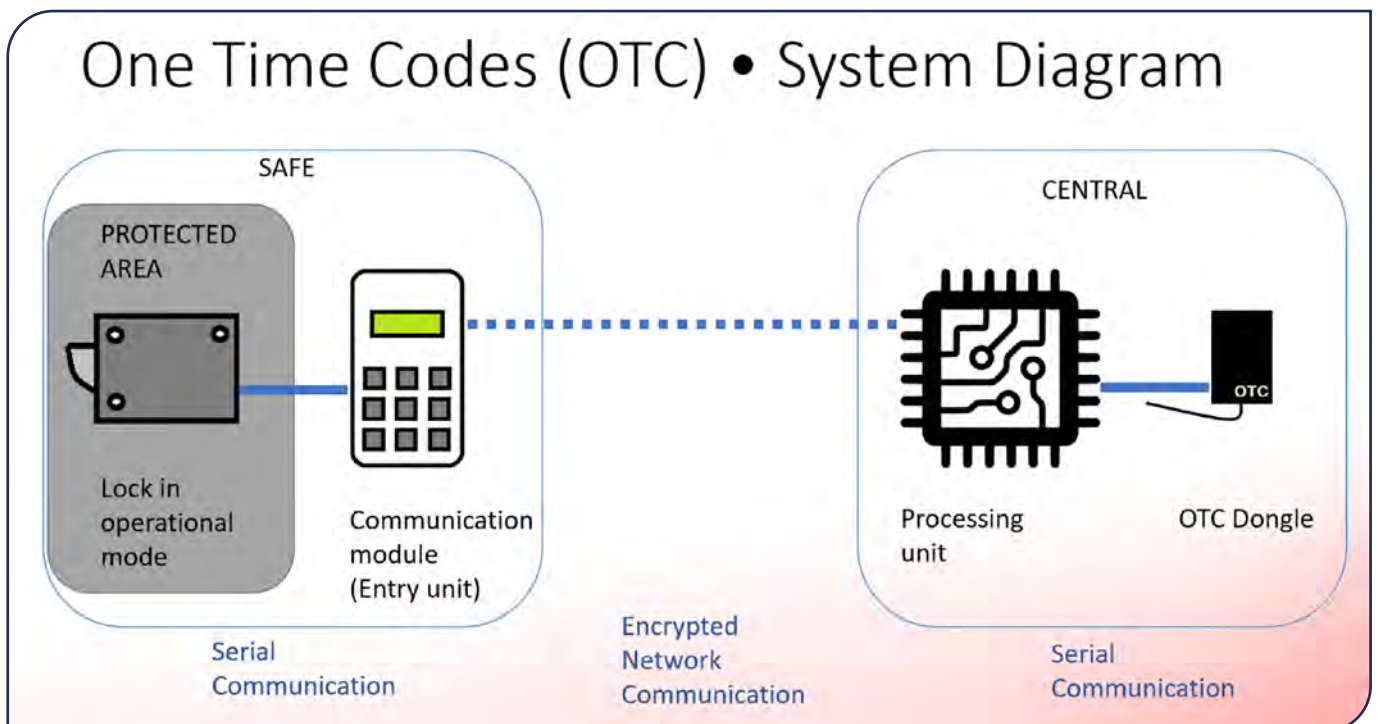 One Time Codes (OTC) • System Diagram
SAFE
PROTECTED
AREA
Lock in
operational
mode
Communication
module
(Entry unit)
CENTRAL
Processing
unit
OTC
OTC Dongle
Serial
Communication
Encrypted
Network
Communication
Serial
Communication